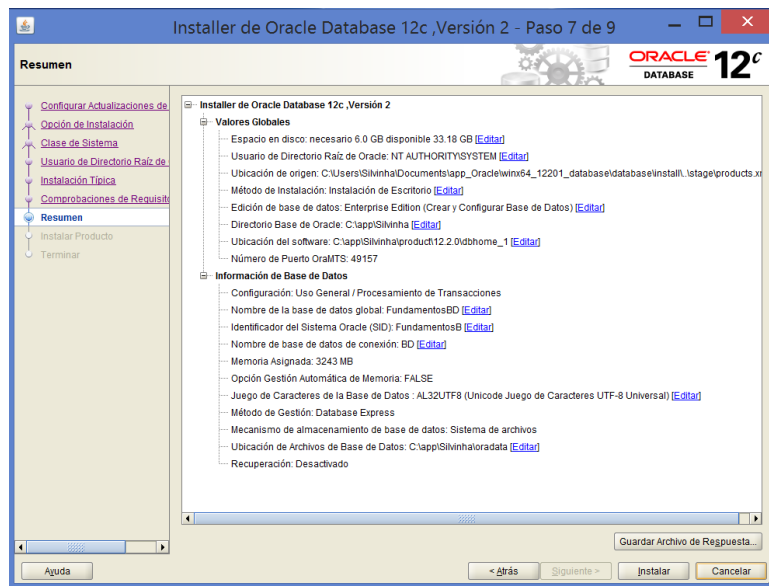 Installer de Oracle Database 12c ,Versión 2 - Paso 7 de 9
Resumen
ORACLE
DATABASE
12c
Configurar Actualizaciones de
Opción de Instalación
Clase de Sistema
Usuario de Directorio Raíz de
Instalación Típica
Comprobaciones de Requisito
Resumen
Instalar Producto
Terminar
Installer de Oracle Database 12c ,Versión 2
Valores Globales
Espacio en disco: necesario 6.0 GB disponible 33.18 GB [Editar]
Usuario de Directorio Raíz de Oracle: NT AUTHORITY\SYSTEM [Editar]
Ubicación de origen: C:\Users\Silvinha\Documents\app_Oracle\winx64_12201_database\database\install\..\stage\products.xr
Método de Instalación: Instalación de Escritorio [Editar]
Edición de base de datos: Enterprise Edition (Crear y Configurar Base de Datos) [Editar]
Directorio Base de Oracle: C:\app\Silvinha [Editar]
Ubicación del software: C:\app\Silvinha\product\12.2.0\dbhome_1 [Editar]
Número de Puerto OraMTS: 49157
Información de Base de Datos
Configuración: Uso General / Procesamiento de Transacciones
Nombre de la base de datos global: FundamentosBD [Editar]
Identificador del Sistema Oracle (SID): FundamentosB [Editar]
Nombre de base de datos de conexión: BD [Editar]
Memoria Asignada: 3243 MB
Opción Gestión Automática de Memoria: FALSE
Juego de Caracteres de la Base de Datos : AL32UTF8 (Unicode Juego de Caracteres UTF-8 Universal) [Editar]
Método de Gestión: Database Express
Mecanismo de almacenamiento de base de datos: Sistema de archivos
Ubicación de Archivos de Base de Datos: C:\app\Silvinha\oradata [Editar]
Recuperación: Desactivado
Guardar Archivo de Respuesta...
Ayuda
< Atrás
Siguiente >
Instalar
Cancelar